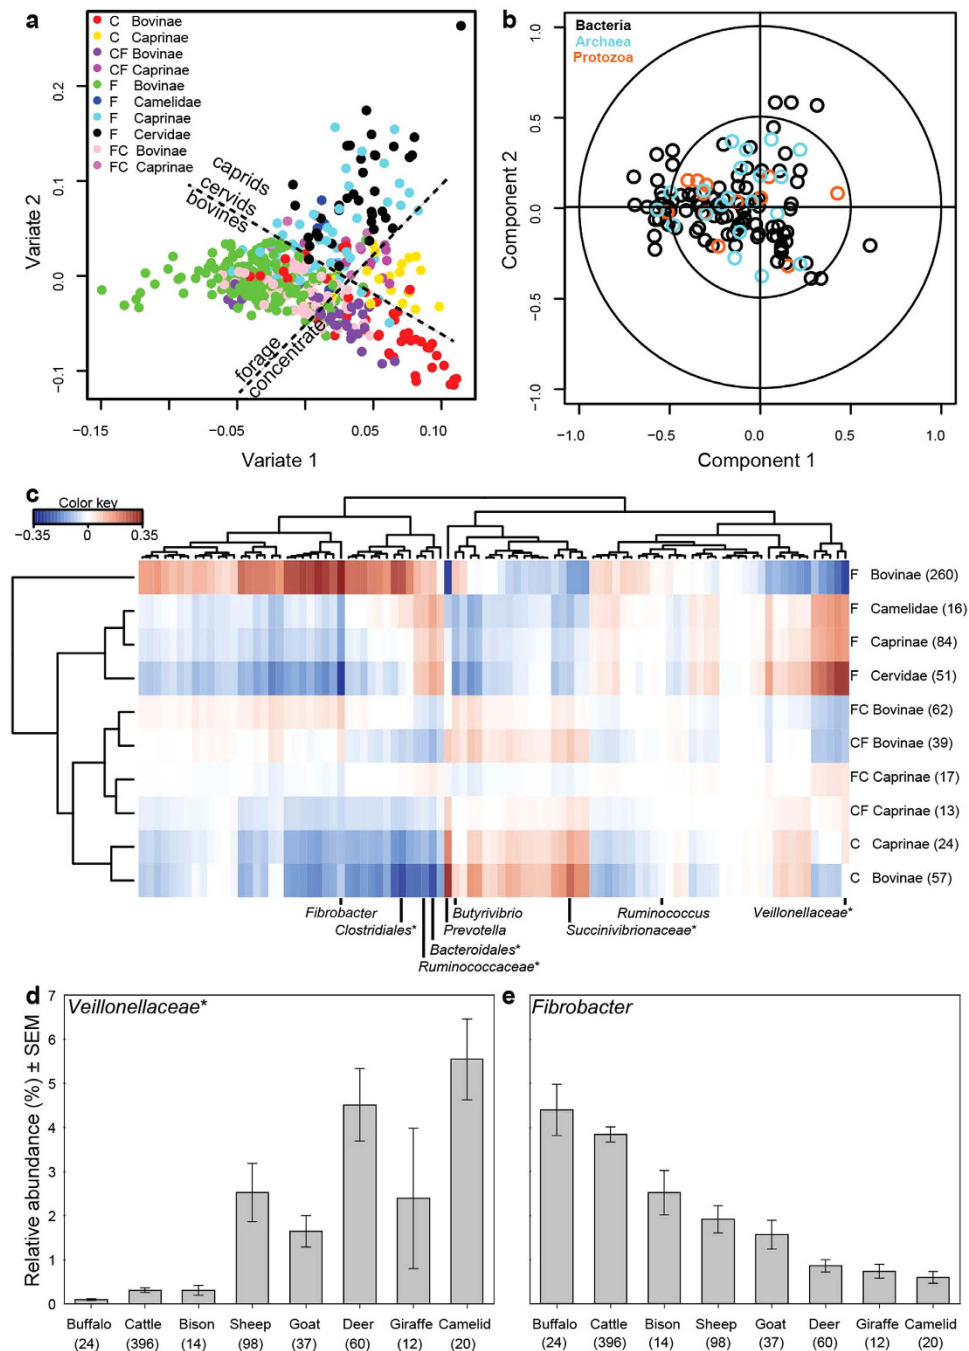 a
C Bovinae
C Caprinae
CF Bovinae
CF Caprinae
F Bovinae
F Camelidae
F Caprinae
F Cervidae
FC Bovinae
FC Caprinae
caprids
cervids
bovines
forage
concentrate
Variate 2
0.2
0.1
0.0
−0.1
−0.15
−0.05
0.05
0.10
Variate 1
b
Bacteria
Archaea
Protozoa
Component 2
1.0
0.5
0.0
−0.5
−1.0
−1.0
−0.5
0.0
0.5
1.0
Component 1
c
Color key
−0.35
0
0.35
F Bovinae (260)
F Camelidae (16)
F Caprinae (84)
F Cervidae (51)
FC Bovinae (62)
CF Bovinae (39)
FC Caprinae (17)
CF Caprinae (13)
C Caprinae (24)
C Bovinae (57)
Fibrobacter
Clostridiales*
Bacteroidales*
Ruminococcaceae*
Butyrivibrio
Prevotella
Succinivibrionaceae*
Ruminococcus
Veillonellaceae*
d
Veillonellaceae*
Relative abundance (%) ± SEM
7
6
5
4
3
2
1
0
Buffalo Cattle Bison Sheep Goat Deer Giraffe Camelid
(24) (396) (14) (98) (37) (60) (12) (20)
e
Fibrobacter
Buffalo Cattle Bison Sheep Goat Deer Giraffe Camelid
(24) (396) (14) (98) (37) (60) (12) (20)